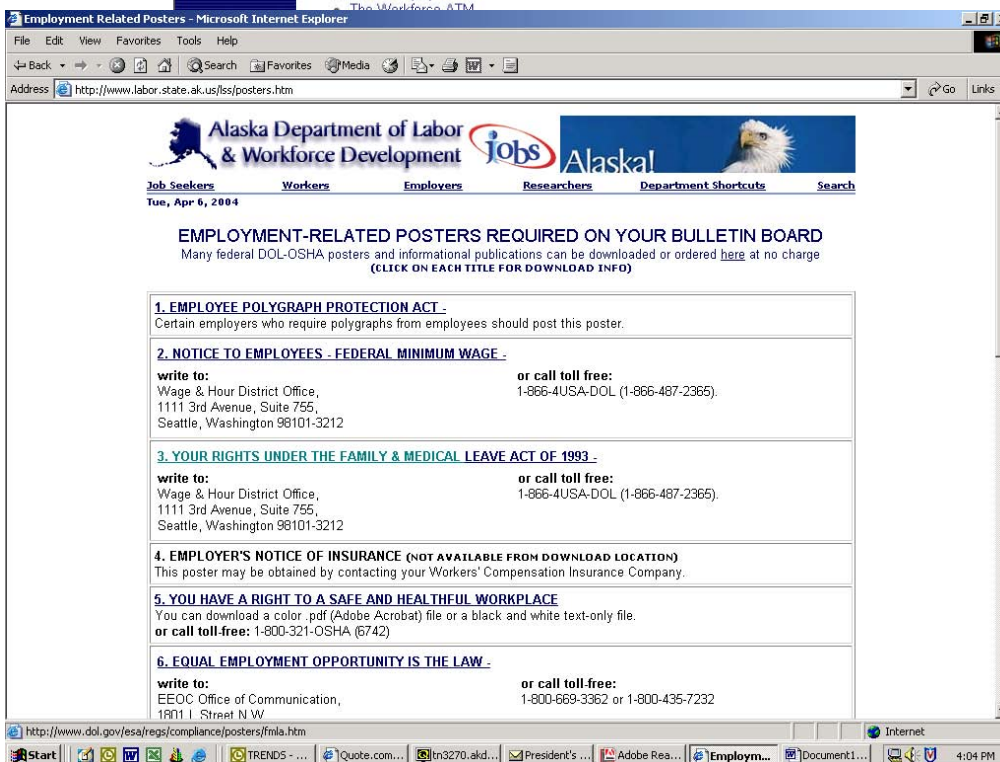 The Workforce ATM
Employment Related Posters - Microsoft Internet Explorer
File Edit View Favorites Tools Help
Back Search Favorites Media
Address http://www.labor.state.ak.us/lss/posters.htm Go Links
Alaska Department of Labor
& Workforce Development
jobs
Alaska!
Job Seekers Workers Employers Researchers Department Shortcuts Search
Tue, Apr 6, 2004
EMPLOYMENT-RELATED POSTERS REQUIRED ON YOUR BULLETIN BOARD
Many federal DOL-OSHA posters and informational publications can be downloaded or ordered here at no charge
(CLICK ON EACH TITLE FOR DOWNLOAD INFO)
1. EMPLOYEE POLYGRAPH PROTECTION ACT -
Certain employers who require polygraphs from employees should post this poster.
2. NOTICE TO EMPLOYEES - FEDERAL MINIMUM WAGE -
write to: or call toll free:
Wage & Hour District Office, 1-866-4USA-DOL (1-866-487-2365).
1111 3rd Avenue, Suite 755,
Seattle, Washington 98101-3212
3. YOUR RIGHTS UNDER THE FAMILY & MEDICAL LEAVE ACT OF 1993 -
write to: or call toll free:
Wage & Hour District Office, 1-866-4USA-DOL (1-866-487-2365).
1111 3rd Avenue, Suite 755,
Seattle, Washington 98101-3212
4. EMPLOYER'S NOTICE OF INSURANCE (NOT AVAILABLE FROM DOWNLOAD LOCATION)
This poster may be obtained by contacting your Workers' Compensation Insurance Company.
5. YOU HAVE A RIGHT TO A SAFE AND HEALTHFUL WORKPLACE
You can download a color .pdf (Adobe Acrobat) file or a black and white text-only file.
or call toll-free: 1-800-321-OSHA (6742)
6. EQUAL EMPLOYMENT OPPORTUNITY IS THE LAW -
write to: or call toll-free:
EEOC Office of Communication, 1-800-669-3362 or 1-800-435-7232
1801 L Street N.W.
http://www.dol.gov/esa/regs/compliance/posters/fmla.htm Internet
Start TRENDS - ... Quote.com... tn3270.akd... President's ... Adobe Rea... Employm... Document1... 4:04 PM